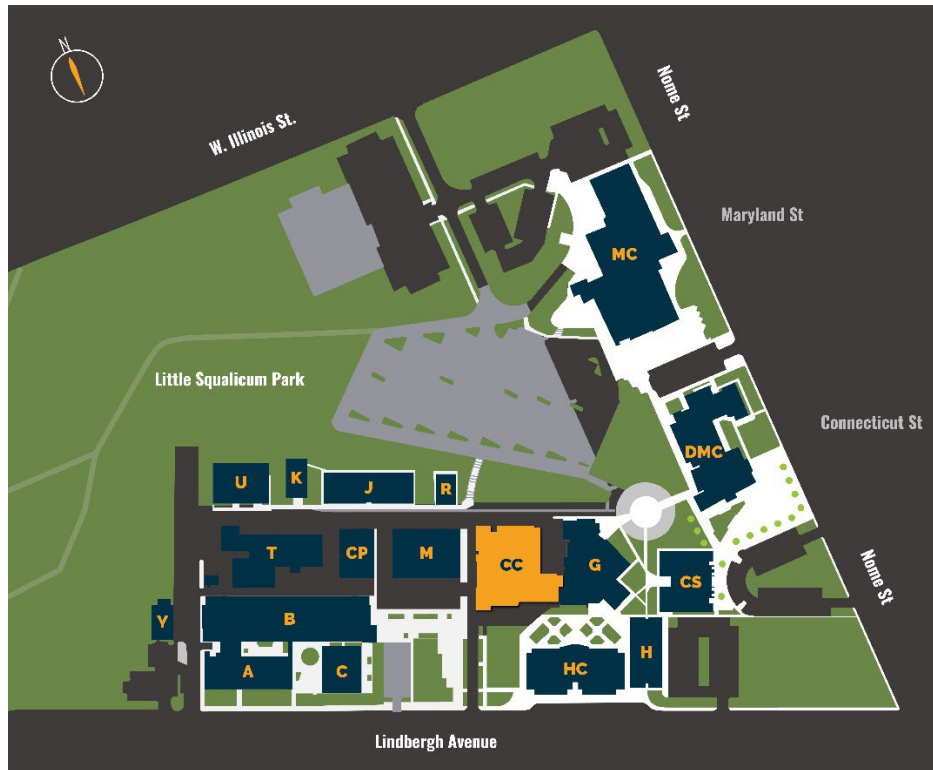 N
W. Illinois St.
Nome St
Maryland St
MC
Little Squalicum Park
Connecticut St
DMC
U
K
J
R
T
CP
M
CC
G
CS
Nome St
Y
B
A
C
HC
H
Lindbergh Avenue